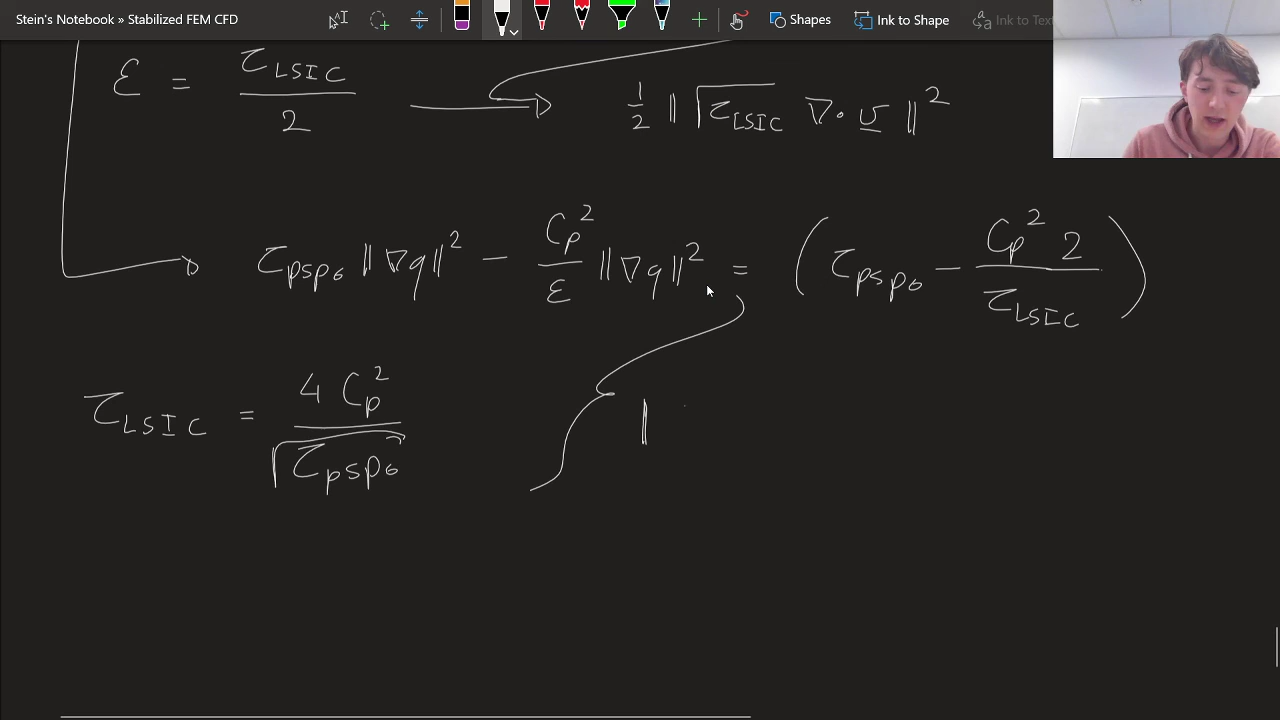 Stein's Notebook » Stabilized FEM CFD
Shapes
Ink to Shape
Ink to Text
ε = τ_LSIC / 2 → 1/2 ‖ √τ_LSIC ∇· u ‖²
τ_PSPG ‖∇q‖² − C_p²/ε ‖∇q‖² = ( τ_PSPG − C_p² 2 / τ_LSIC )
τ_LSIC = 4 C_p² / √τ_PSPG ‖